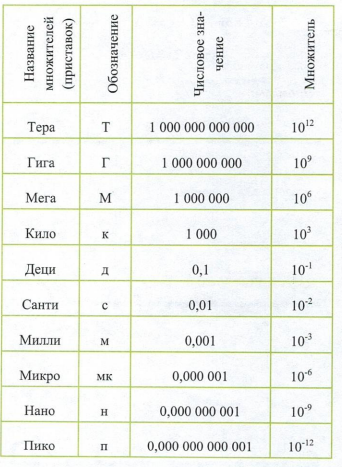 Название множителей (приставок) Обозначение Числовое зна-
чение Множитель
Тера Т 1 000 000 000 000 10¹²
Гига Г 1 000 000 000 10⁹
Мега М 1 000 000 10⁶
Кило к 1 000 10³
Деци д 0,1 10⁻¹
Санти с 0,01 10⁻²
Милли м 0,001 10⁻³
Микро мк 0,000 001 10⁻⁶
Нано н 0,000 000 001 10⁻⁹
Пико п 0,000 000 000 001 10⁻¹²